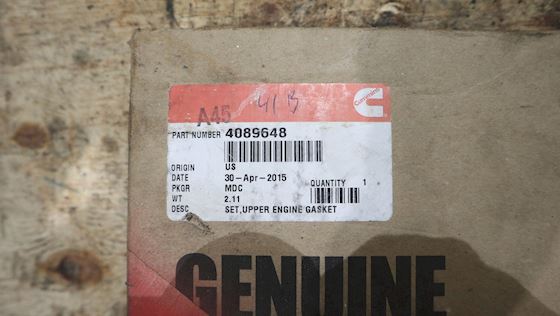 A45 41B
Cummins
PART NUMBER 4089648
ORIGIN US
DATE 30-Apr-2015
PKGR MDC QUANTITY 1
WT 2.11
DESC SET,UPPER ENGINE GASKET
GENUINE